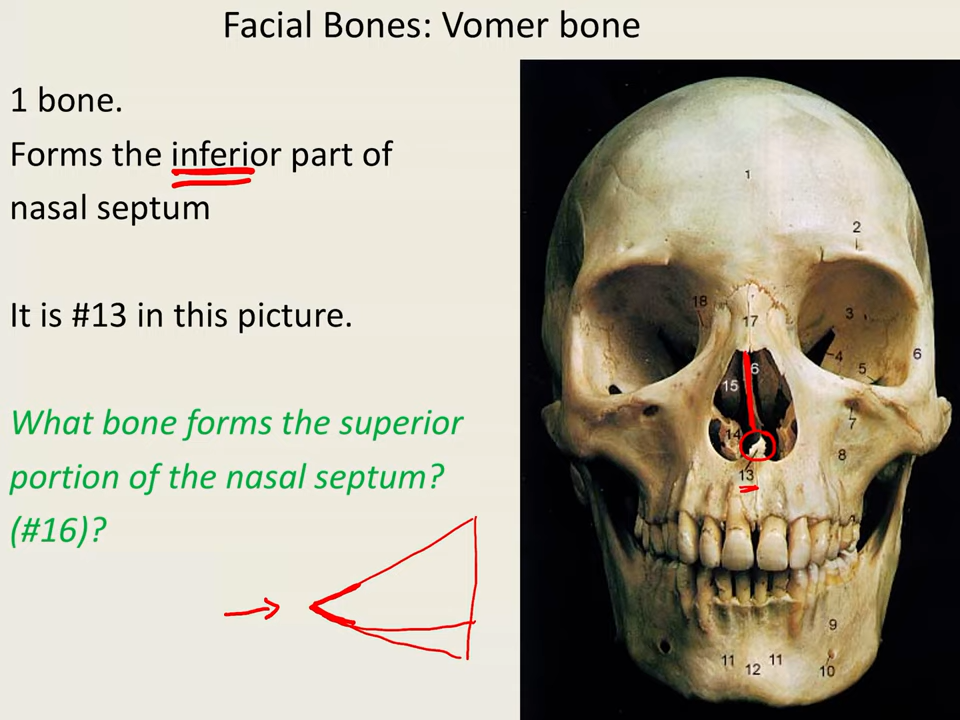 Facial Bones: Vomer bone
1 bone.
Forms the inferior part of
nasal septum
It is #13 in this picture.
What bone forms the superior
portion of the nasal septum?
(#16)?
1
2
18
17
3
4
5
6
6
15
7
14
8
13
9
11
11
12
10